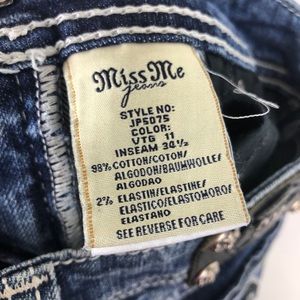 Miss Me
jeans
STYLE NO:
JP5075
COLOR:
VTG 11
INSEAM 34½
98% COTTON/COTON/
ALGODON/BAUMWOLLE/
ALGODAO
2% ELASTIN/ELASTINE/
ELASTICO/ELASTOMERO/
ELASTANO
SEE REVERSE FOR CARE